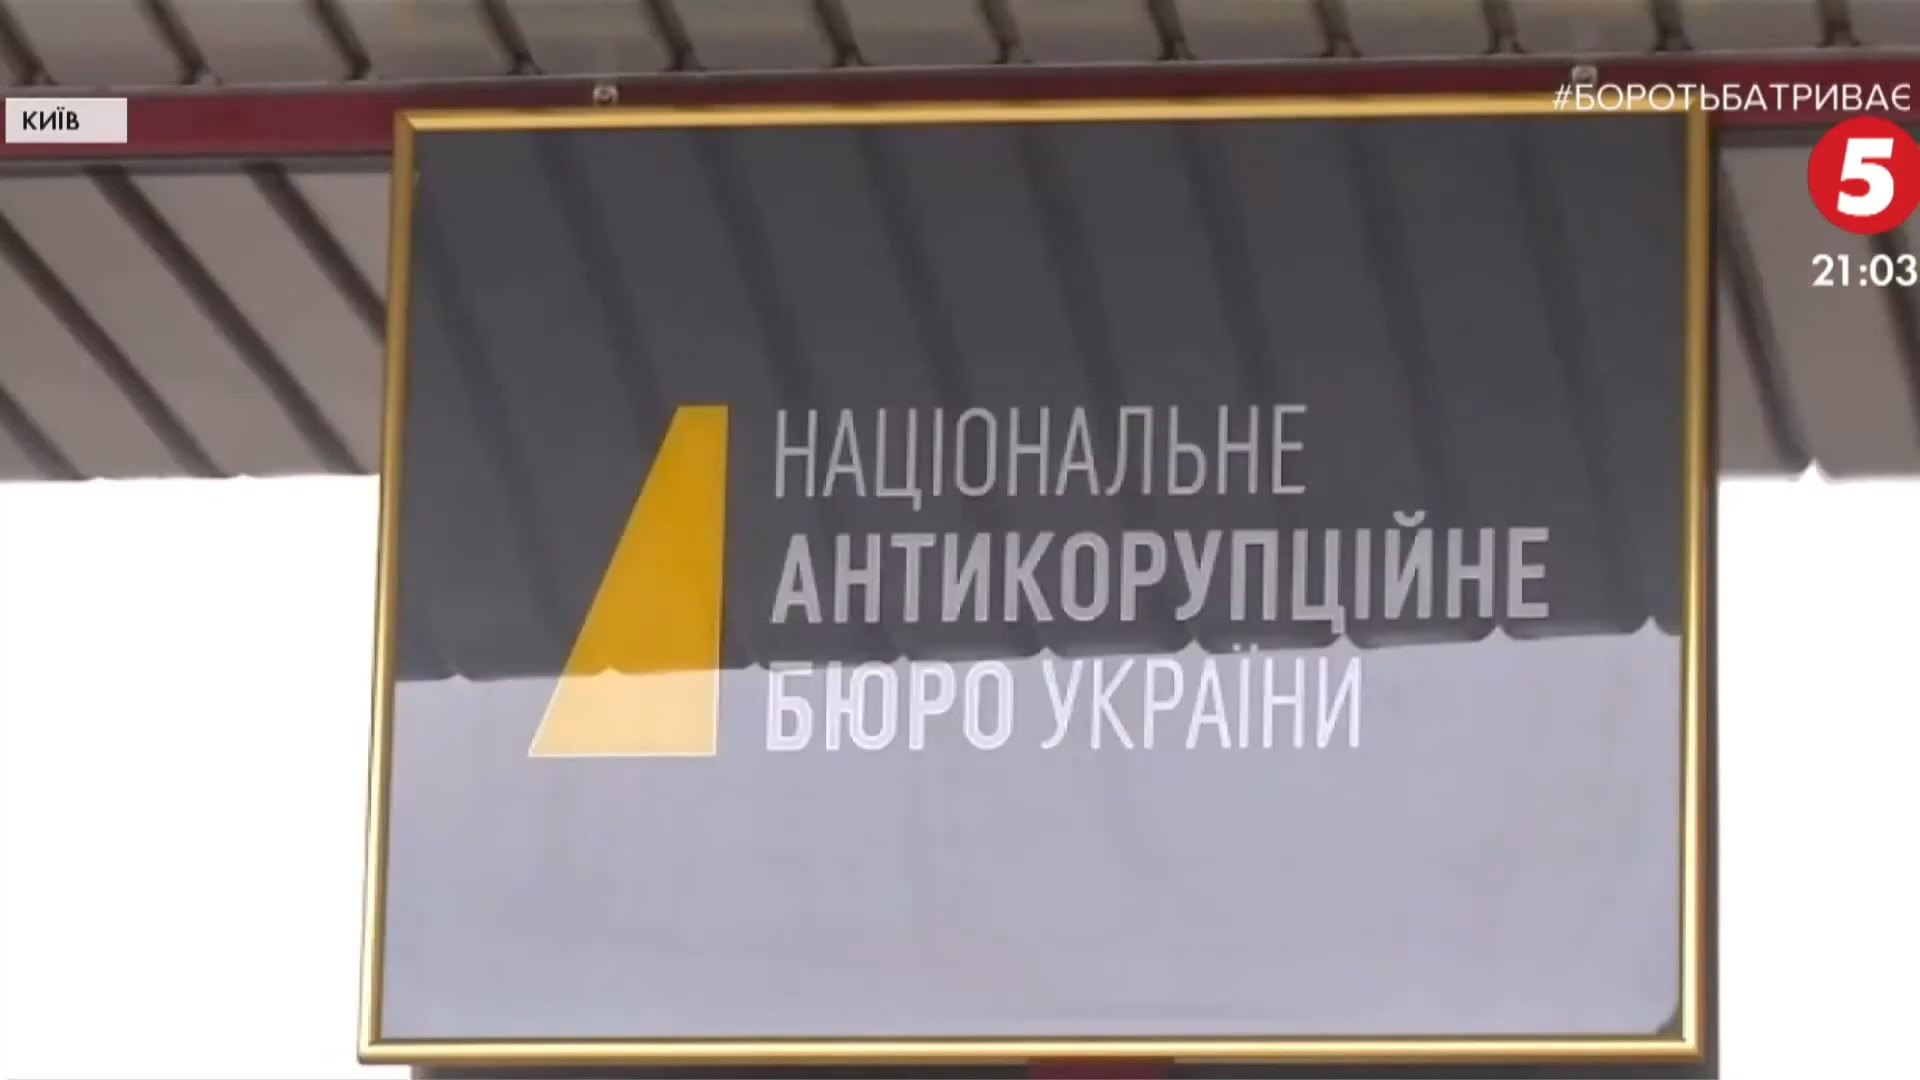 КИЇВ
#БОРОТЬБАТРИВАЄ
5
21:03
НАЦІОНАЛЬНЕ
АНТИКОРУПЦІЙНЕ
БЮРО УКРАЇНИ